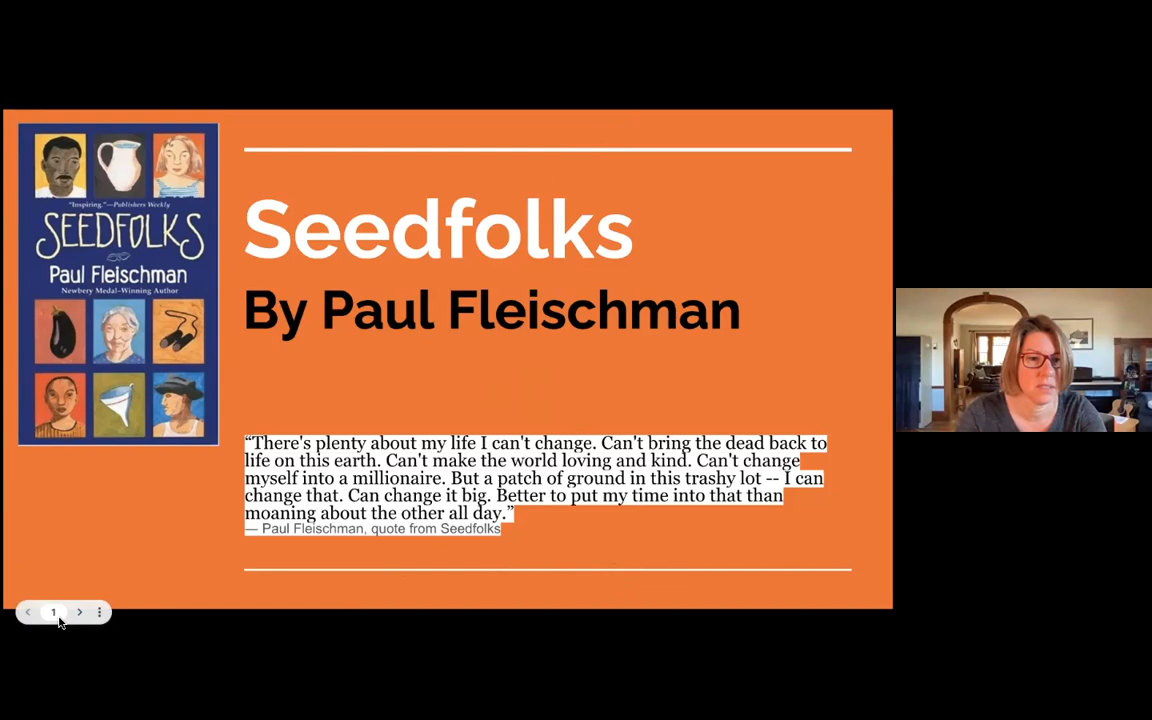 "Inspiring."—Publishers Weekly
SEEDFOLKS
Paul Fleischman
Newbery Medal-Winning Author
Seedfolks
By Paul Fleischman
“There's plenty about my life I can't change. Can't bring the dead back to
life on this earth. Can't make the world loving and kind. Can't change
myself into a millionaire. But a patch of ground in this trashy lot -- I can
change that. Can change it big. Better to put my time into that than
moaning about the other all day.”
— Paul Fleischman, quote from Seedfolks
1